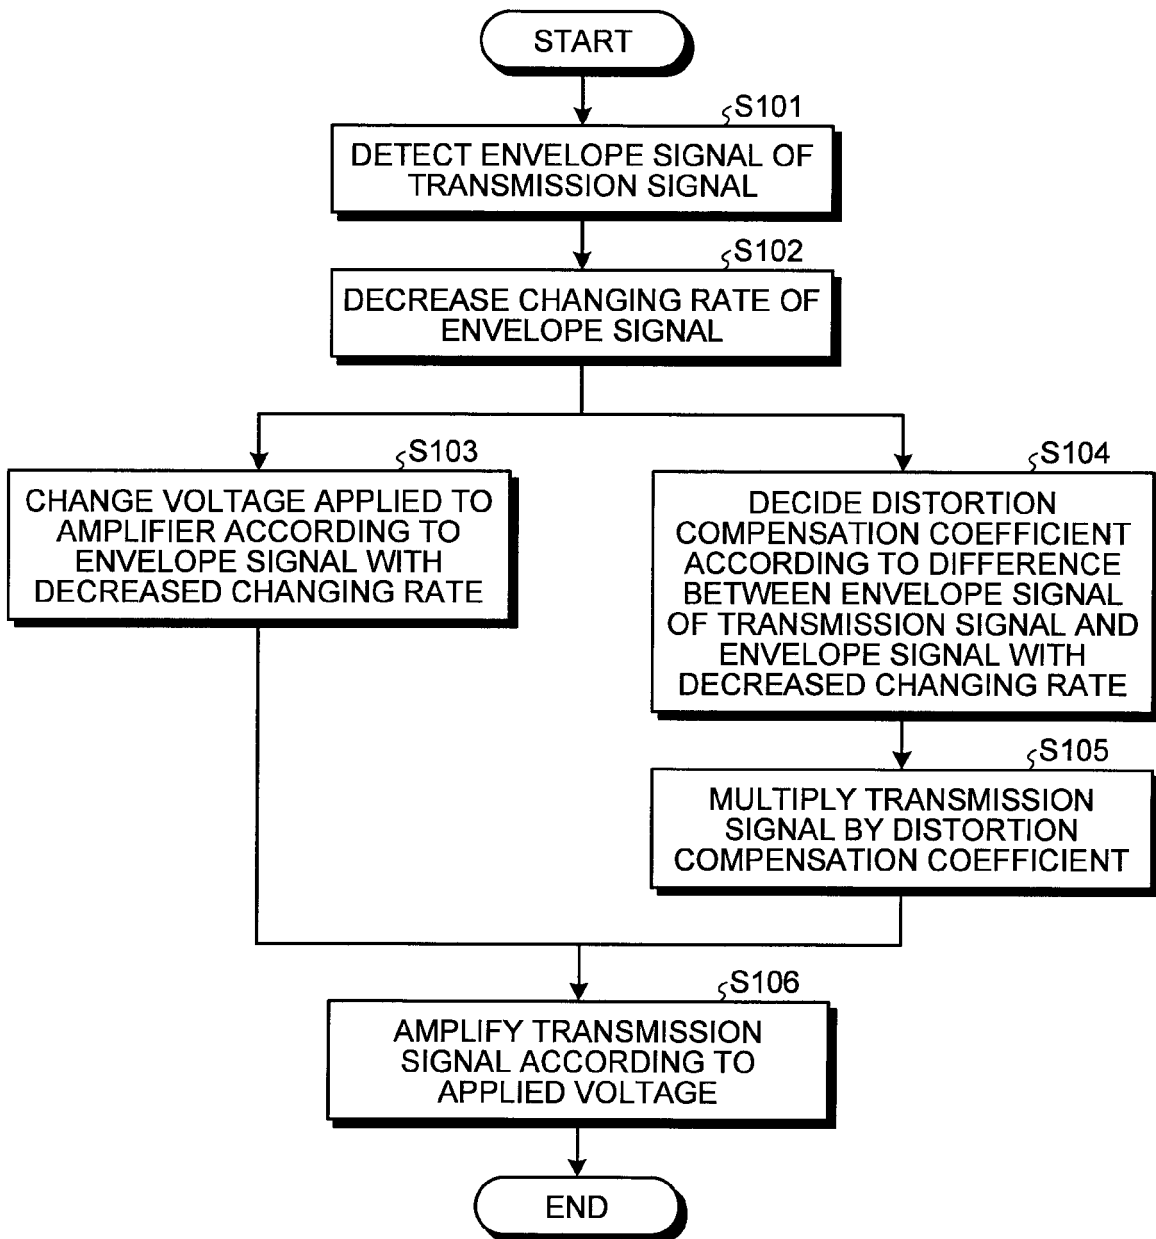 START
S101
DETECT ENVELOPE SIGNAL OF
TRANSMISSION SIGNAL
S102
DECREASE CHANGING RATE OF
ENVELOPE SIGNAL
S103
CHANGE VOLTAGE APPLIED TO
AMPLIFIER ACCORDING TO
ENVELOPE SIGNAL WITH
DECREASED CHANGING RATE
S104
DECIDE DISTORTION
COMPENSATION COEFFICIENT
ACCORDING TO DIFFERENCE
BETWEEN ENVELOPE SIGNAL
OF TRANSMISSION SIGNAL AND
ENVELOPE SIGNAL WITH
DECREASED CHANGING RATE
S105
MULTIPLY TRANSMISSION
SIGNAL BY DISTORTION
COMPENSATION COEFFICIENT
S106
AMPLIFY TRANSMISSION
SIGNAL ACCORDING TO
APPLIED VOLTAGE
END